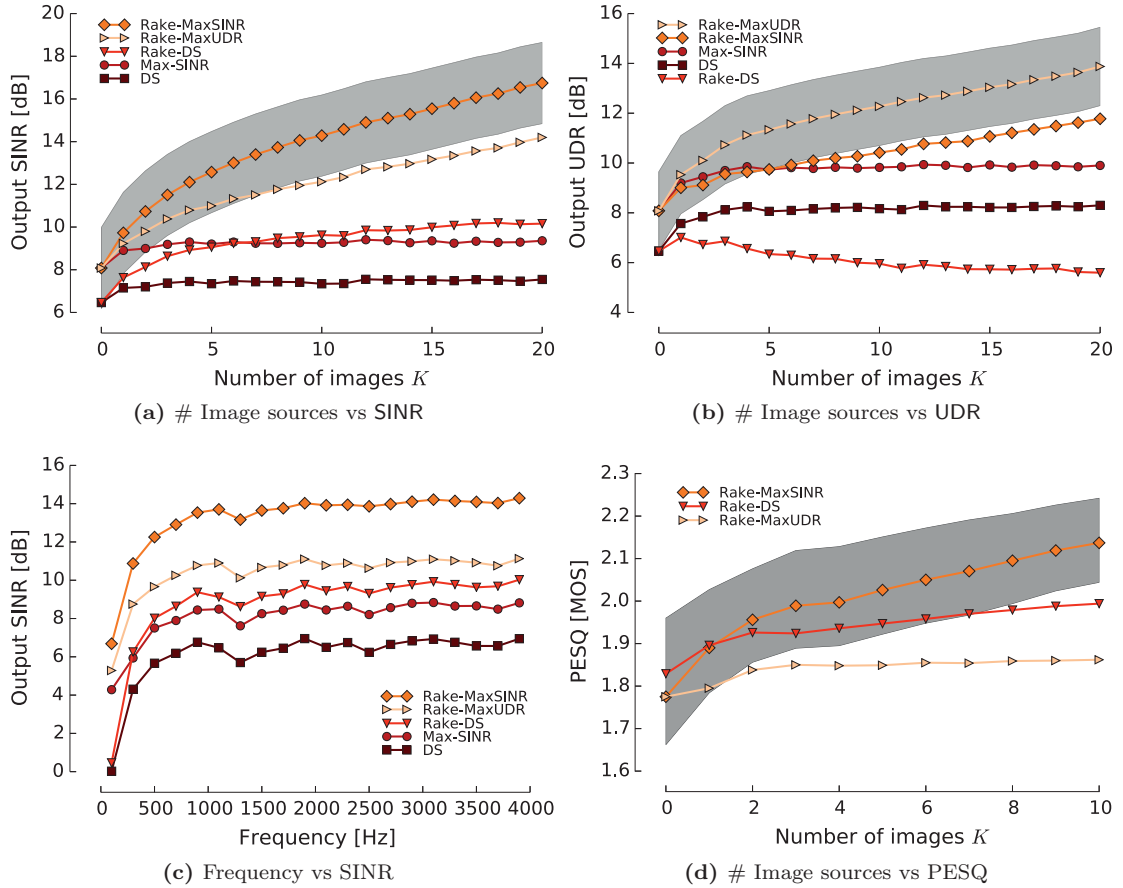 20
18
16
14
12
10
8
6
Output SINR [dB]
Rake-MaxSINR
Rake-MaxUDR
Rake-DS
Max-SINR
DS
0 5 10 15 20
Number of images K
(a) # Image sources vs SINR
16
14
12
10
8
6
4
Output UDR [dB]
Rake-MaxUDR
Rake-MaxSINR
Max-SINR
DS
Rake-DS
0 5 10 15 20
Number of images K
(b) # Image sources vs UDR
16
14
12
10
8
6
4
2
0
Output SINR [dB]
Rake-MaxSINR
Rake-MaxUDR
Rake-DS
Max-SINR
DS
0 500 1000 1500 2000 2500 3000 3500 4000
Frequency [Hz]
(c) Frequency vs SINR
2.3
2.2
2.1
2.0
1.9
1.8
1.7
1.6
PESQ [MOS]
Rake-MaxSINR
Rake-DS
Rake-MaxUDR
0 2 4 6 8 10
Number of images K
(d) # Image sources vs PESQ